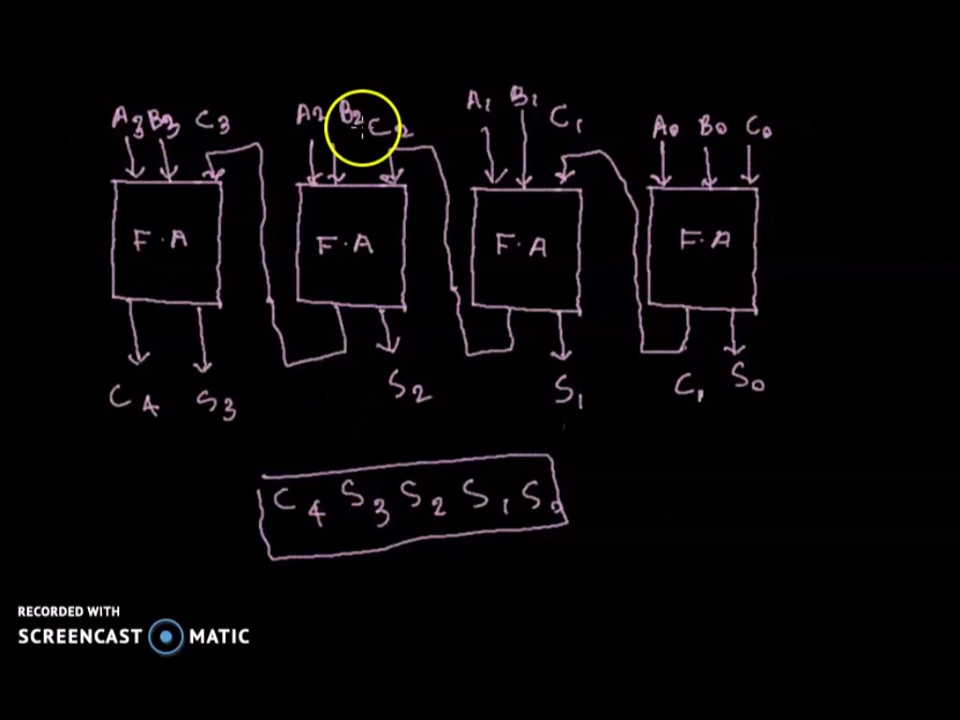 A3 B3 C3 A2 B2 C2 A1 B1 C1 A0 B0 C0
F.A F.A F.A F.A
C4 S3 S2 S1 C1 S0
C4 S3 S2 S1 S0
RECORDED WITH
SCREENCAST MATIC